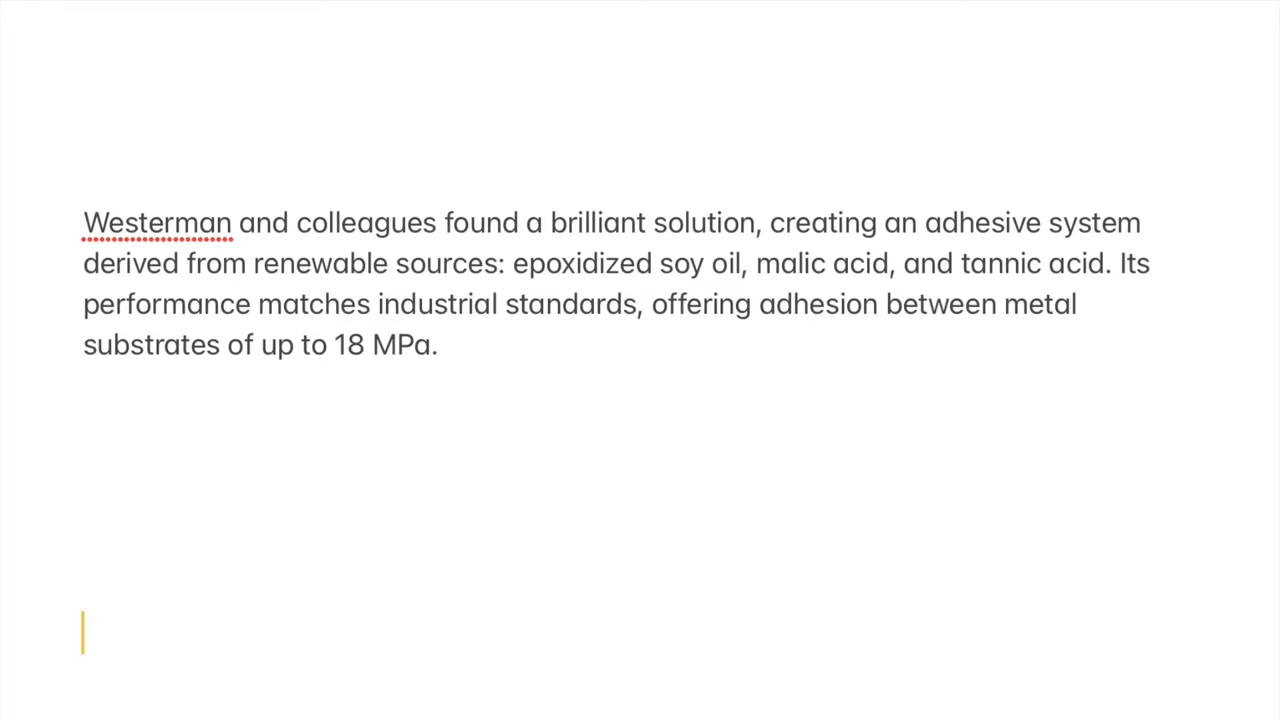 Westerman and colleagues found a brilliant solution, creating an adhesive system
derived from renewable sources: epoxidized soy oil, malic acid, and tannic acid. Its
performance matches industrial standards, offering adhesion between metal
substrates of up to 18 MPa.